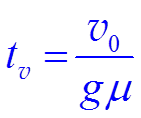 t_v = v_0 / gμ